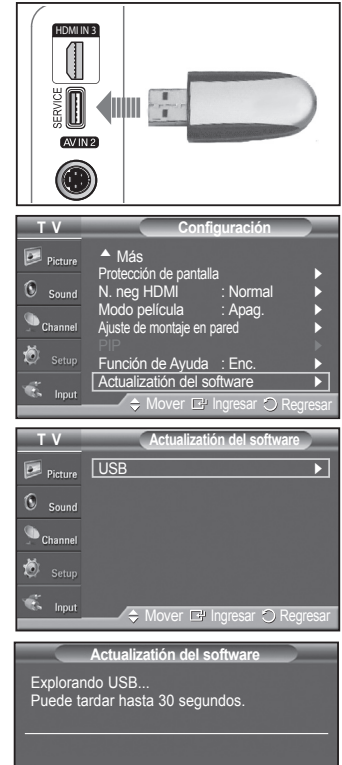 HDMI IN 3
SERVICE
AV IN 2
T V
Configuración
Picture
Sound
Channel
Setup
Input
▲ Más
Protección de pantalla
N. neg HDMI : Normal
Modo película : Apag.
Ajuste de montaje en pared
PIP
Función de Ayuda : Enc.
Actualizatión del software
Mover Ingresar Regresar
T V
Actualizatión del software
Picture
Sound
Channel
Setup
Input
USB
Mover Ingresar Regresar
Actualizatión del software
Explorando USB...
Puede tardar hasta 30 segundos.